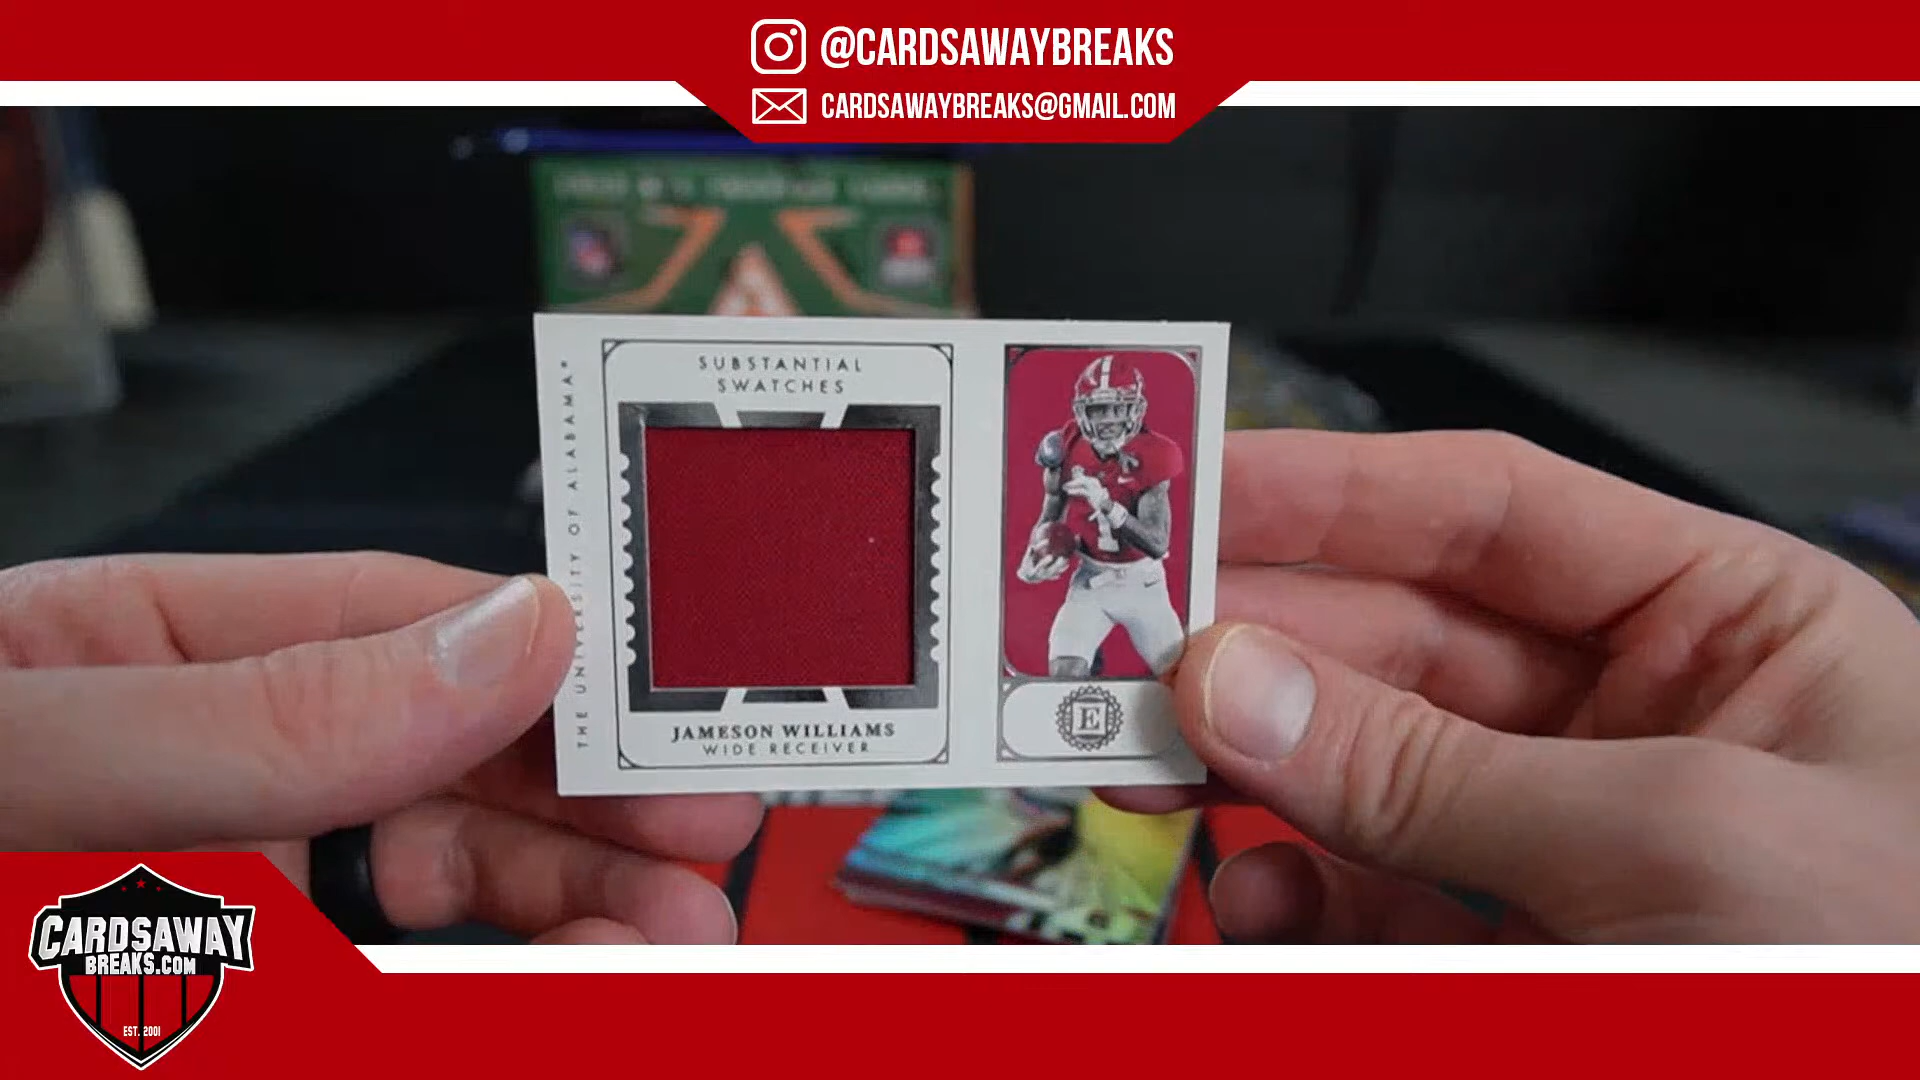 @CARDSAWAYBREAKS
CARDSAWAYBREAKS@GMAIL.COM
THE UNIVERSITY OF ALABAMA®
SUBSTANTIAL
SWATCHES
JAMESON WILLIAMS
WIDE RECEIVER
1
E
CARDSAWAY
BREAKS.COM
EST. 2001